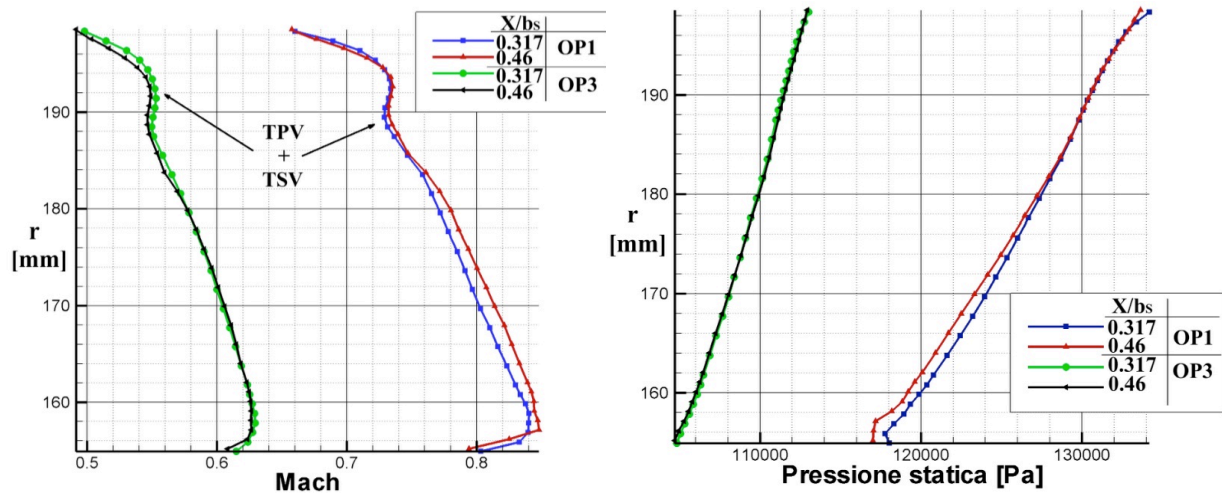 X/bs
0.317 OP1
0.46
0.317 OP3
0.46
190
TPV
+
TSV
180
r
[mm]
170
160
0.5 0.6 0.7 0.8
Mach
190
180
r
[mm]
170
X/bs
0.317 OP1
0.46
0.317 OP3
0.46
160
110000 120000 130000
Pressione statica [Pa]